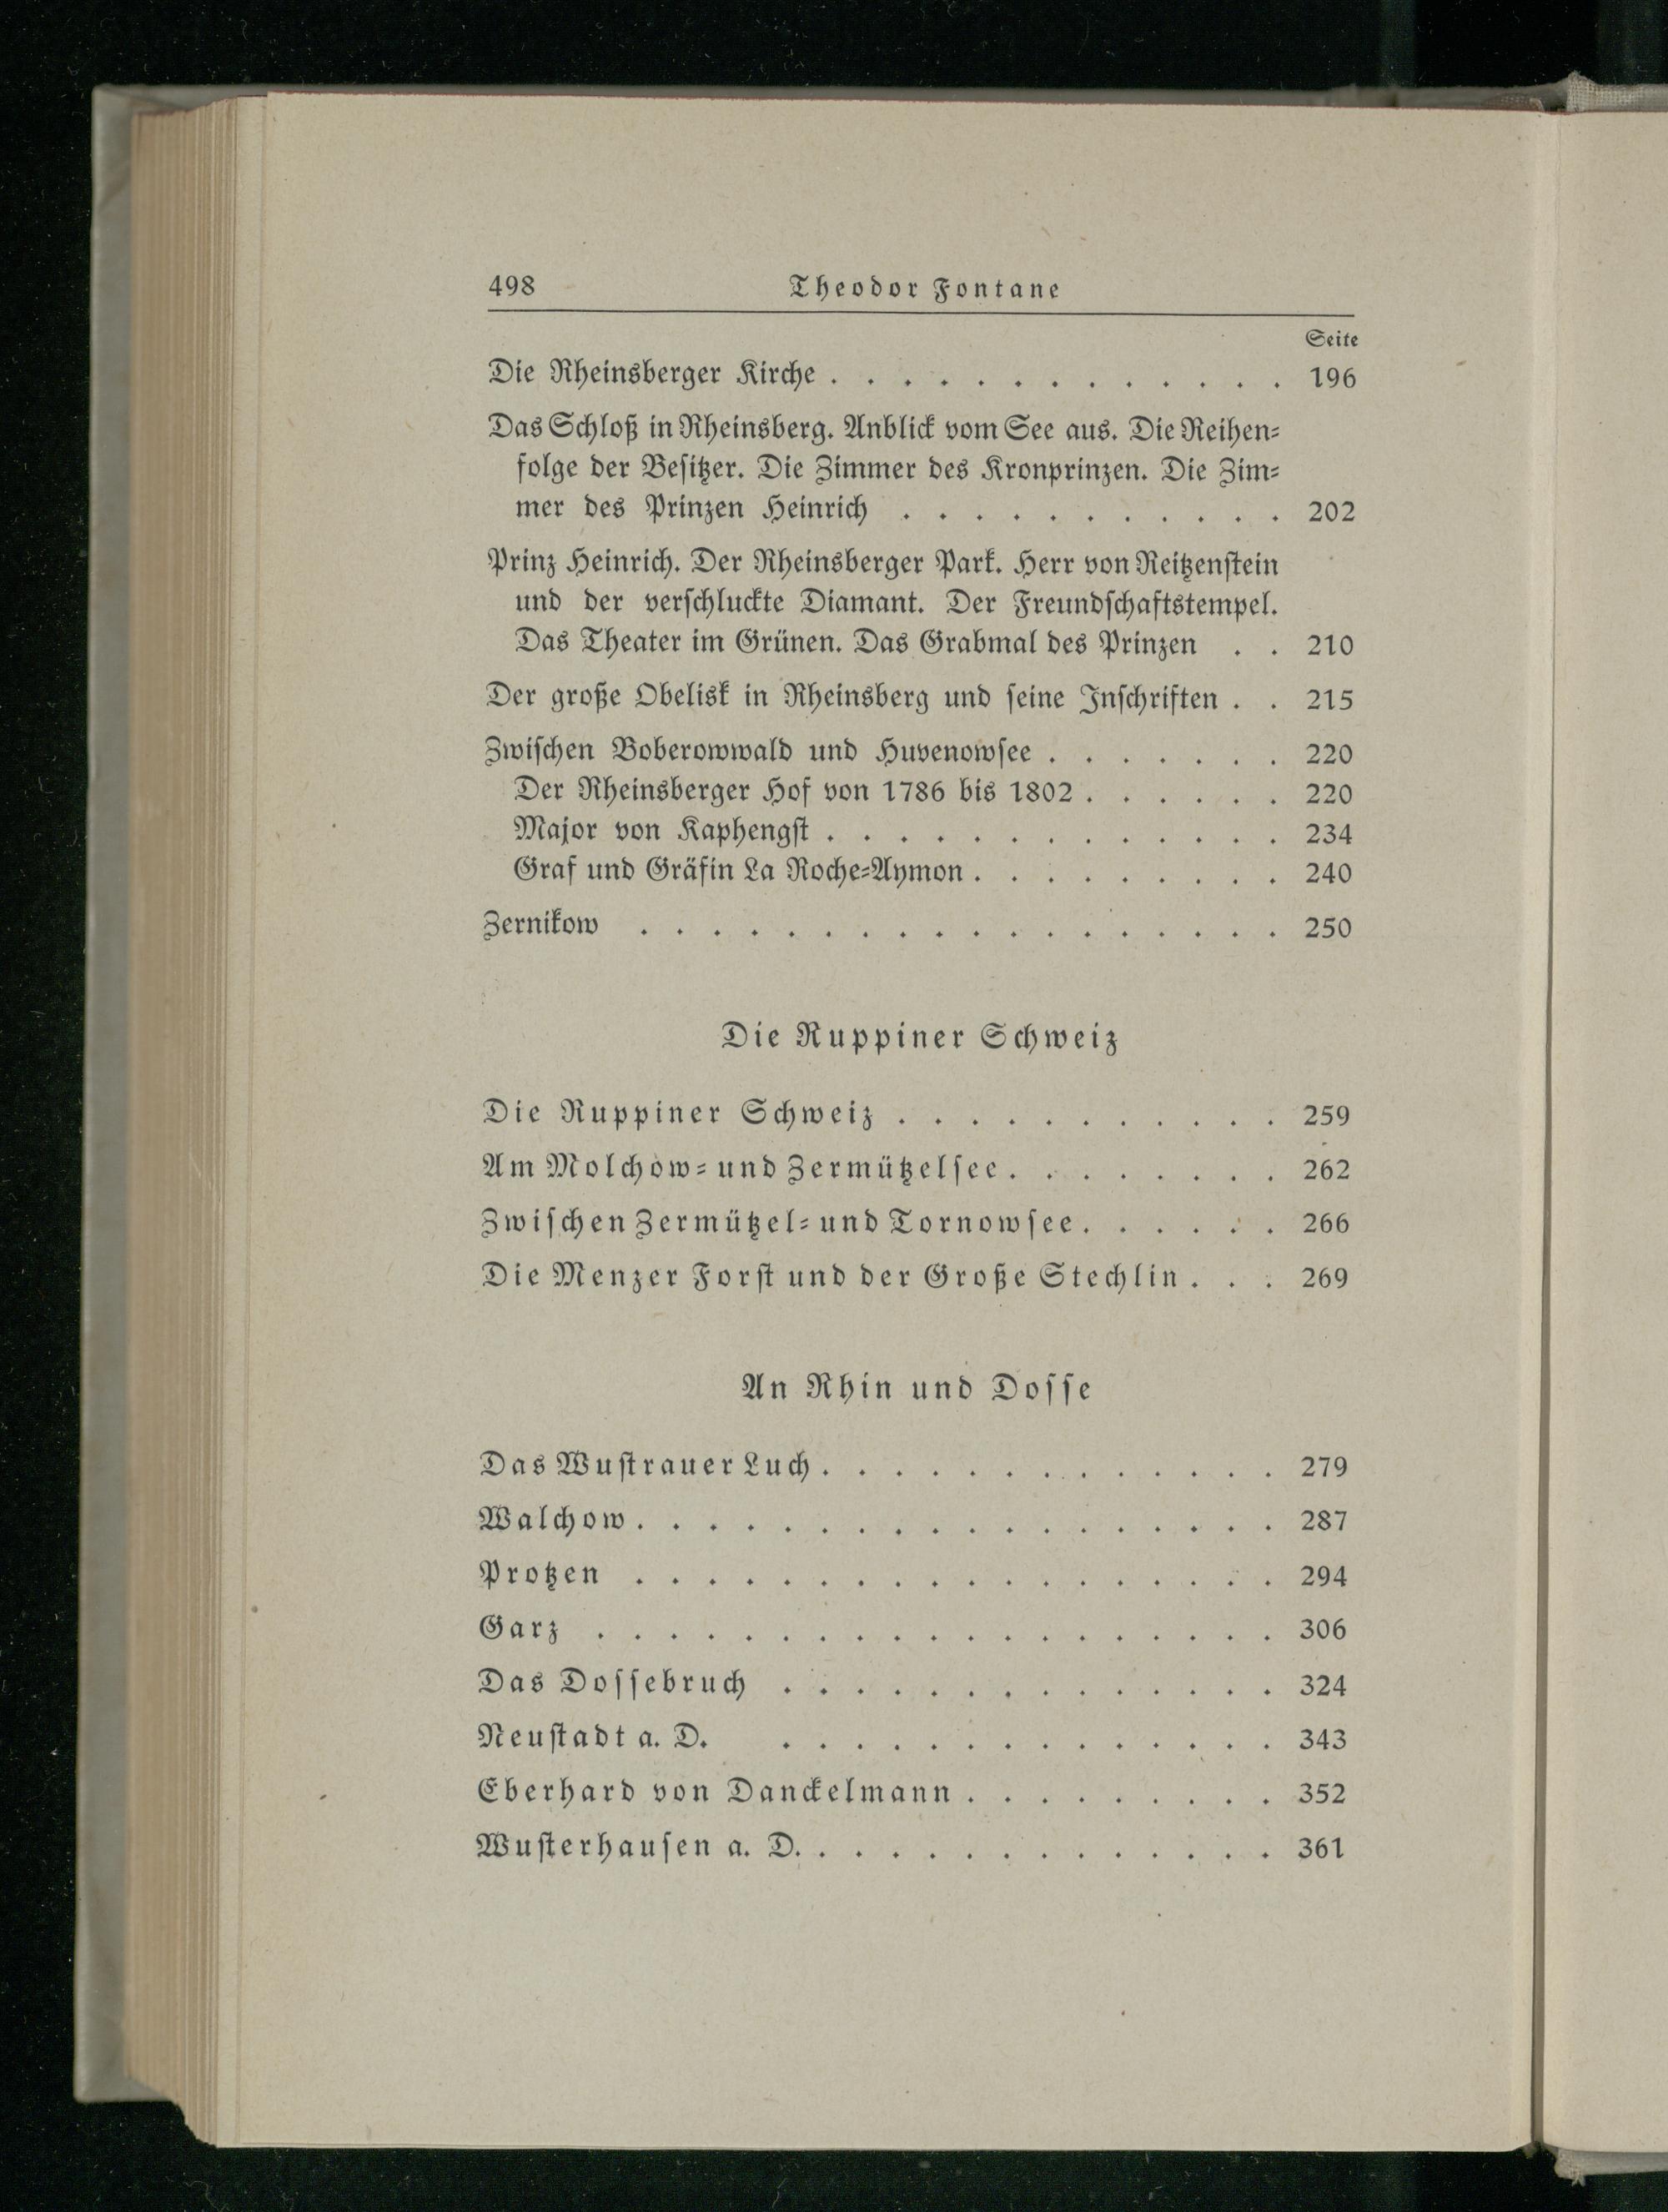 498 Theodor Fontane
Seite
Die Rheinsberger Kirche . . . . . . . . . . . . . 196
Das Schloß in Rheinsberg. Anblick vom See aus. Die Reihen-
folge der Besitzer. Die Zimmer des Kronprinzen. Die Zim-
mer des Prinzen Heinrich . . . . . . . . . . . 202
Prinz Heinrich. Der Rheinsberger Park. Herr von Reitzenstein
und der verschluckte Diamant. Der Freundschaftstempel.
Das Theater im Grünen. Das Grabmal des Prinzen . . 210
Der große Obelisk in Rheinsberg und seine Inschriften . . 215
Zwischen Boberowwald und Huvenowsee . . . . . . . 220
Der Rheinsberger Hof von 1786 bis 1802 . . . . . . 220
Major von Kaphengst . . . . . . . . . . . . . 234
Graf und Gräfin La Roche-Aymon . . . . . . . . . 240
Zernikow . . . . . . . . . . . . . . . . . . 250
Die Ruppiner Schweiz
Die Ruppiner Schweiz . . . . . . . . . . . 259
Am Molchow- und Zermützelsee . . . . . . . . 262
Zwischen Zermützel- und Tornowsee . . . . . . 266
Die Menzer Forst und der Große Stechlin . . . 269
An Rhin und Dosse
Das Wustrauer Luch . . . . . . . . . . . . . 279
Walchow . . . . . . . . . . . . . . . . . . 287
Protzen . . . . . . . . . . . . . . . . . . 294
Garz . . . . . . . . . . . . . . . . . . . 306
Das Dossebruch . . . . . . . . . . . . . . 324
Neustadt a. D. . . . . . . . . . . . . . . 343
Eberhard von Danckelmann . . . . . . . . . 352
Wusterhausen a. D. . . . . . . . . . . . . . 361